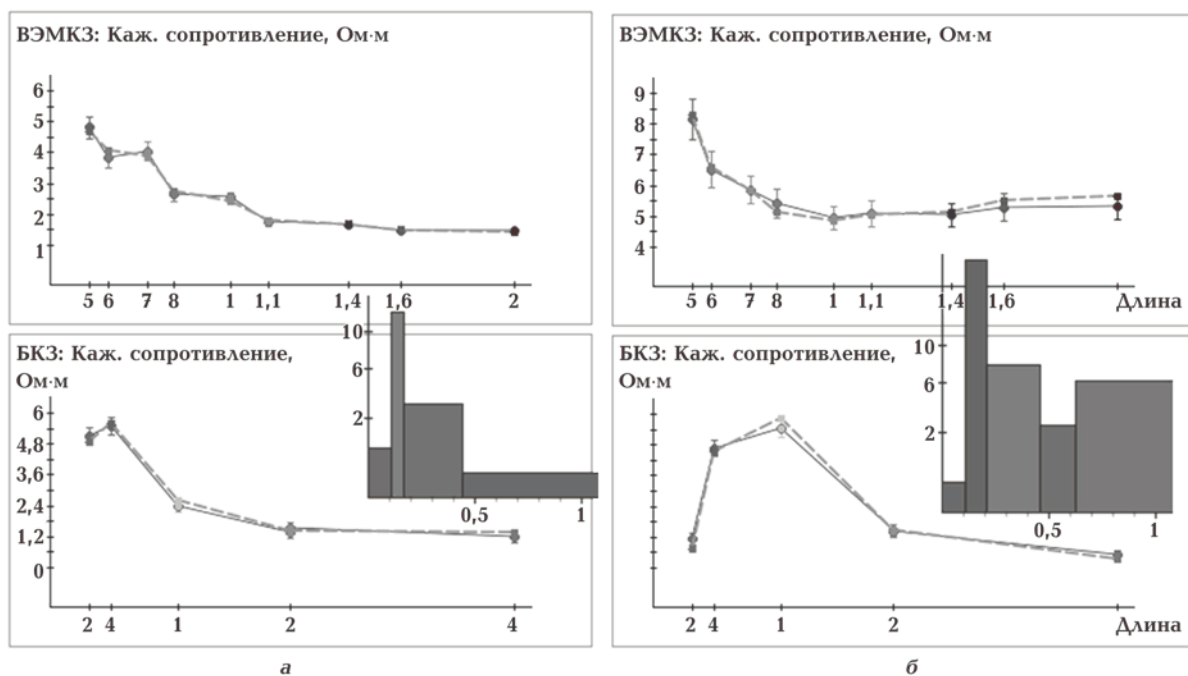 ВЭМКЗ: Каж. сопротивление, Ом·м
6
5
4
3
2
1
5 6 7 8 1 1,1 1,4 1,6 2
БКЗ: Каж. сопротивление,
Ом·м
6
4,8
3,6
2,4
1,2
0
2 4 1 2 4
10
6
2
0,5 1
а
ВЭМКЗ: Каж. сопротивление, Ом·м
9
8
7
6
5
4
5 6 7 8 1 1,1 1,4 1,6 Длина
БКЗ: Каж. сопротивление,
Ом·м
2 4 1 2 Длина
10
6
2
0,5 1
б